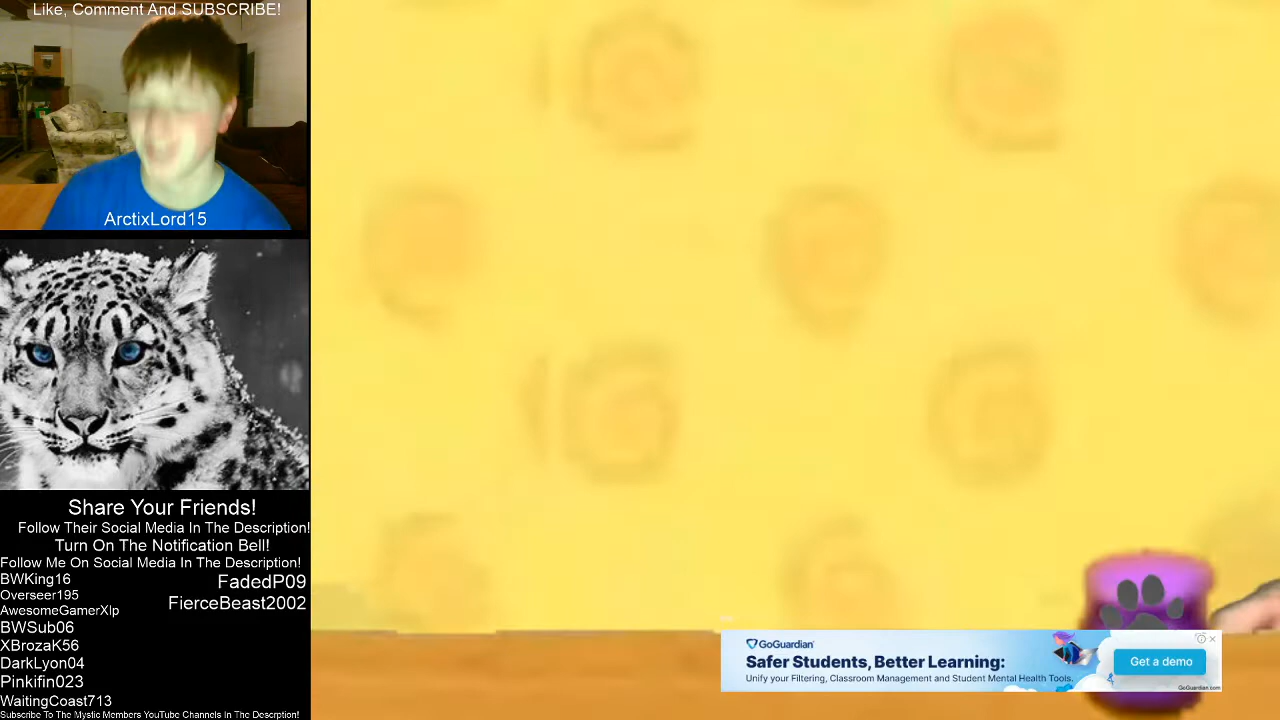 Like, Comment And SUBSCRIBE!
ArctixLord15
Share Your Friends!
Follow Their Social Media In The Description!
Turn On The Notification Bell!
Follow Me On Social Media In The Description!
BWKing16
Overseer195
AwesomeGamerXlp
BWSub06
XBrozaK56
DarkLyon04
Pinkifin023
WaitingCoast713
FadedP09
FierceBeast2002
Subscribe To The Mystic Members YouTube Channels In The Descrption!
GoGuardian
Safer Students, Better Learning:
Unify your Filtering, Classroom Management and Student Mental Health Tools.
Get a demo
GoGuardian.com